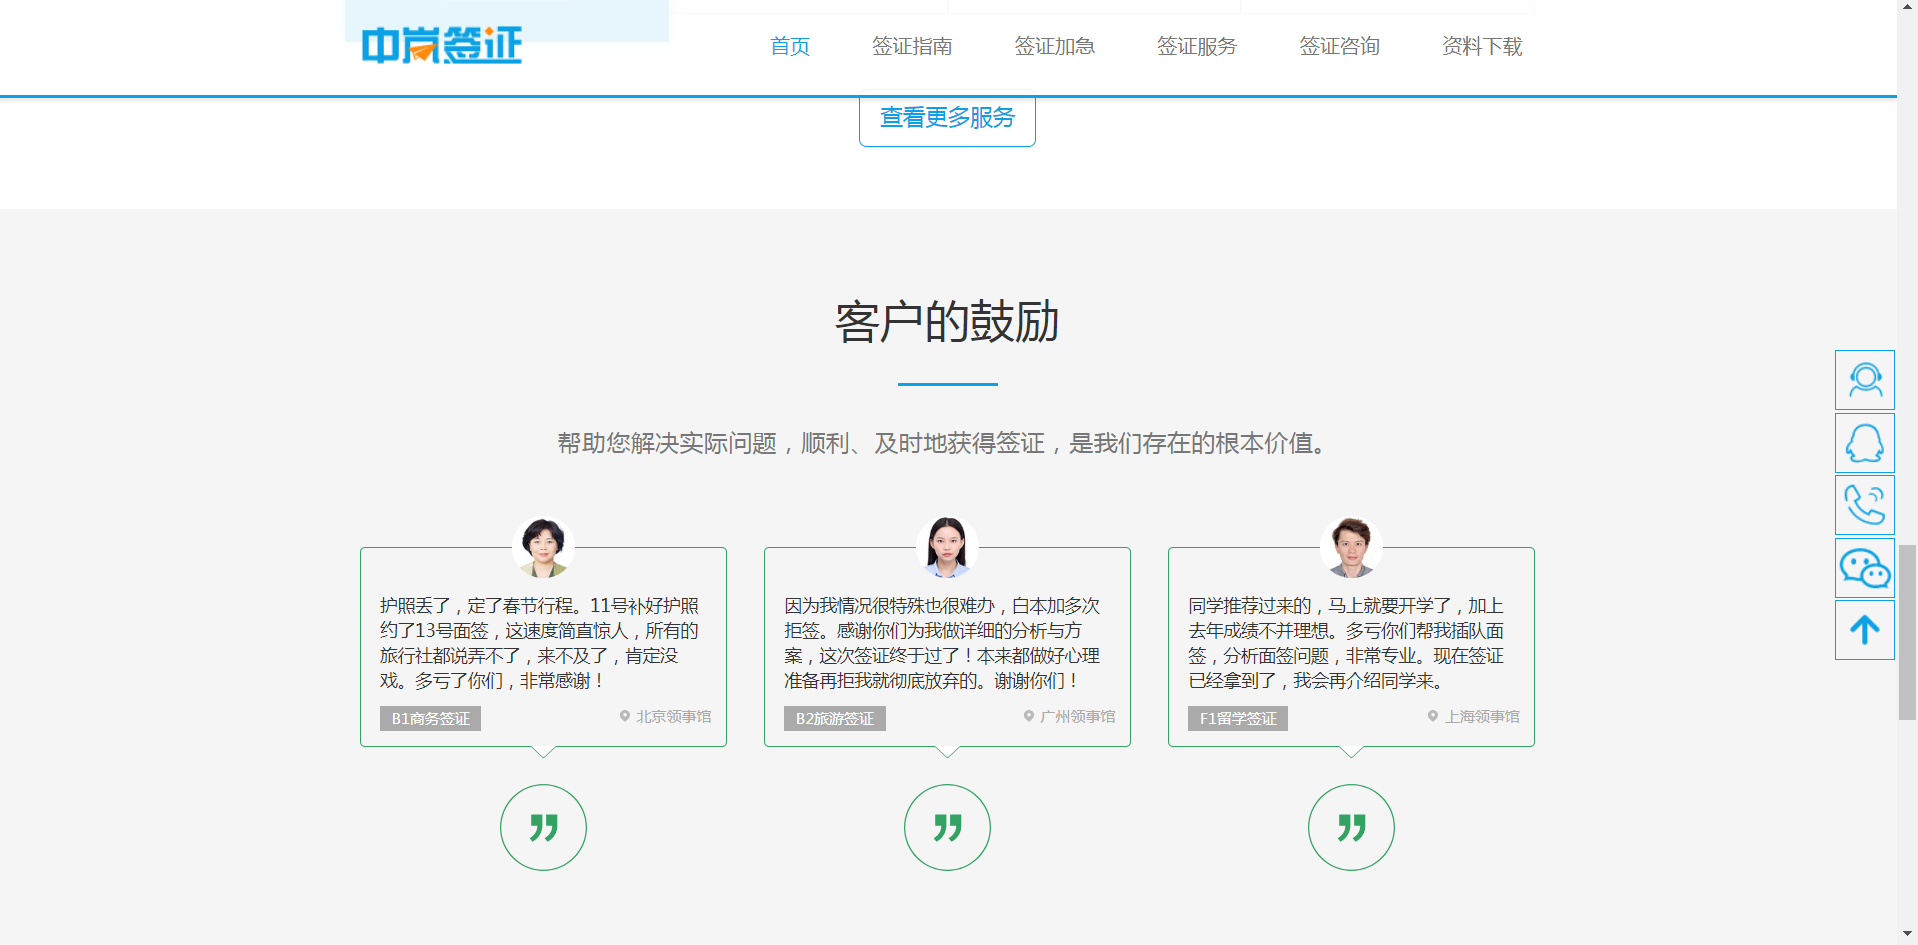 中岚签证
首页 签证指南 签证加急 签证服务 签证咨询 资料下载
查看更多服务
客户的鼓励
帮助您解决实际问题，顺利、及时地获得签证，是我们存在的根本价值。
护照丢了，定了春节行程。11号补好护照
约了13号面签，这速度简直惊人，所有的
旅行社都说弄不了，来不及了，肯定没
戏。多亏了你们，非常感谢！
B1商务签证 北京领事馆
因为我情况很特殊也很难办，白本加多次
拒签。感谢你们为我做详细的分析与方
案，这次签证终于过了！本来都做好心理
准备再拒我就彻底放弃的。谢谢你们！
B2旅游签证 广州领事馆
同学推荐过来的，马上就要开学了，加上
去年成绩不并理想。多亏你们帮我插队面
签，分析面签问题，非常专业。现在签证
已经拿到了，我会再介绍同学来。
F1留学签证 上海领事馆